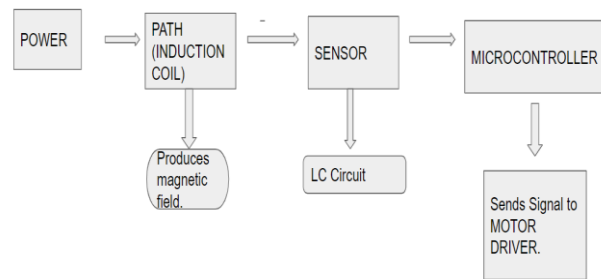 POWER
PATH
(INDUCTION
COIL)
SENSOR
MICROCONTROLLER
Produces
magnetic
field.
LC Circuit
Sends Signal to
MOTOR
DRIVER.